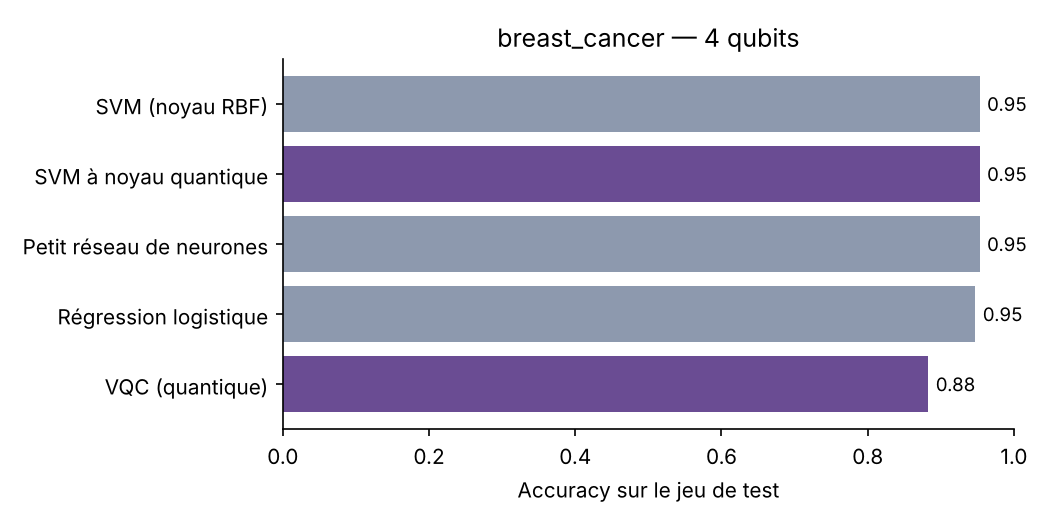 breast_cancer — 4 qubits
SVM (noyau RBF) 0.95
SVM à noyau quantique 0.95
Petit réseau de neurones 0.95
Régression logistique 0.95
VQC (quantique) 0.88
0.0 0.2 0.4 0.6 0.8 1.0
Accuracy sur le jeu de test